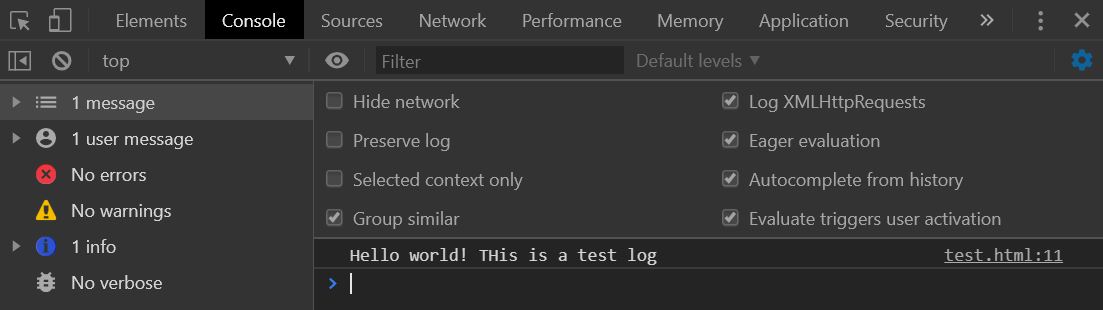 Elements Console Sources Network Performance Memory Application Security »
top Filter Default levels
1 message
1 user message
No errors
No warnings
1 info
No verbose
Hide network Log XMLHttpRequests
Preserve log Eager evaluation
Selected context only Autocomplete from history
Group similar Evaluate triggers user activation
Hello world! THis is a test log test.html:11
>